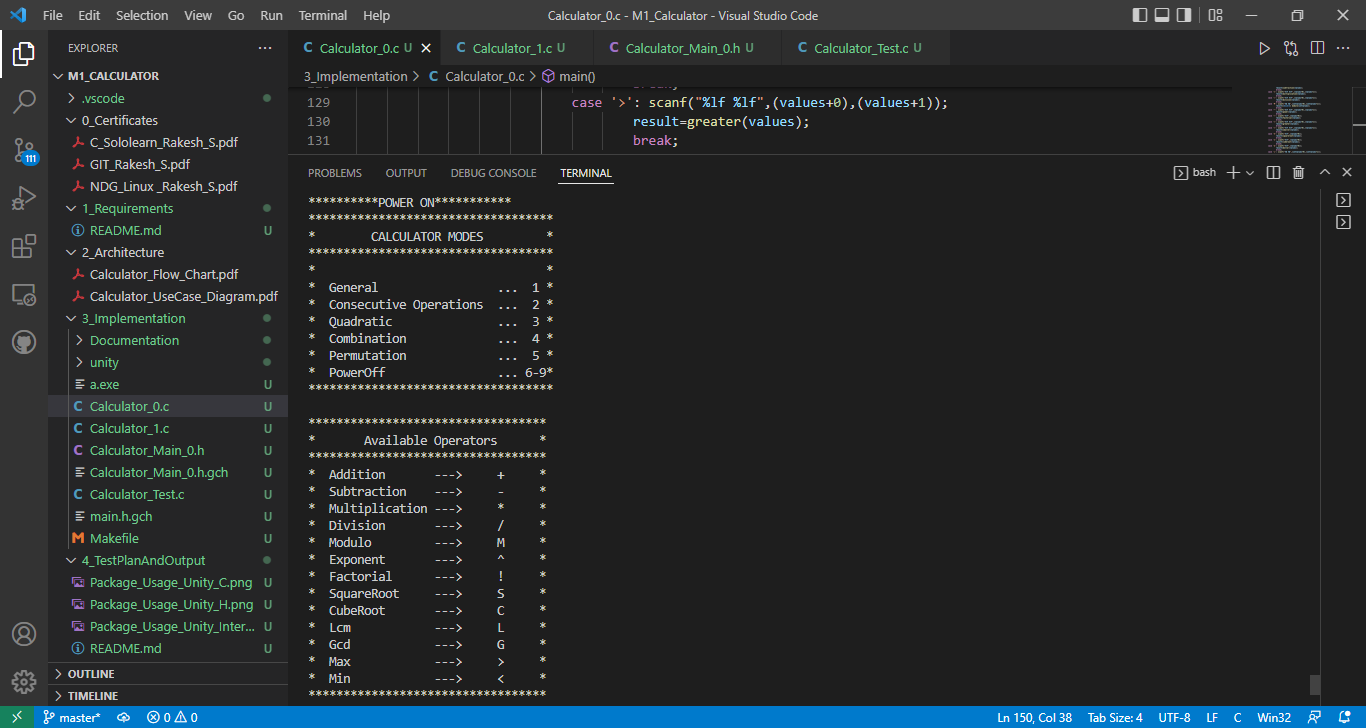 File Edit Selection View Go Run Terminal Help Calculator_0.c - M1_Calculator - Visual Studio Code
EXPLORER
M1_CALCULATOR
.vscode
0_Certificates
C_Sololearn_Rakesh_S.pdf
GIT_Rakesh_S.pdf
NDG_Linux _Rakesh_S.pdf
1_Requirements
README.md U
2_Architecture
Calculator_Flow_Chart.pdf
Calculator_UseCase_Diagram.pdf
3_Implementation
Documentation
unity
a.exe U
Calculator_0.c U
Calculator_1.c U
Calculator_Main_0.h U
Calculator_Main_0.h.gch U
Calculator_Test.c U
main.h.gch U
Makefile U
4_TestPlanAndOutput
Package_Usage_Unity_C.png U
Package_Usage_Unity_H.png U
Package_Usage_Unity_Inter... U
README.md U
OUTLINE
TIMELINE
111
C Calculator_0.c U C Calculator_1.c U C Calculator_Main_0.h U C Calculator_Test.c U
3_Implementation > C Calculator_0.c > main()
129 case '>': scanf("%lf %lf",(values+0),(values+1));
130 result=greater(values);
131 break;
PROBLEMS OUTPUT DEBUG CONSOLE TERMINAL bash
**********POWER ON***********
***********************************
* CALCULATOR MODES *
***********************************
* *
* General ... 1 *
* Consecutive Operations ... 2 *
* Quadratic ... 3 *
* Combination ... 4 *
* Permutation ... 5 *
* PowerOff ... 6-9*
***********************************
**********************************
* Available Operators *
**********************************
* Addition ---> + *
* Subtraction ---> - *
* Multiplication ---> * *
* Division ---> / *
* Modulo ---> M *
* Exponent ---> ^ *
* Factorial ---> ! *
* SquareRoot ---> S *
* CubeRoot ---> C *
* Lcm ---> L *
* Gcd ---> G *
* Max ---> > *
* Min ---> < *
**********************************
master* 0 0 Ln 150, Col 38 Tab Size: 4 UTF-8 LF C Win32